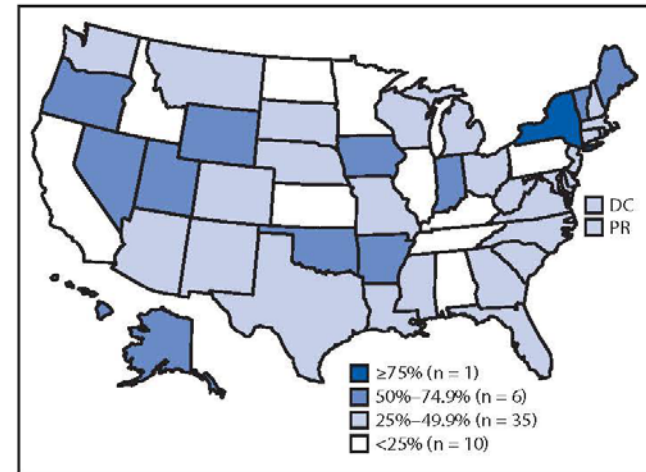 DC
PR
≥75% (n = 1)
50%–74.9% (n = 6)
25%–49.9% (n = 35)
<25% (n = 10)